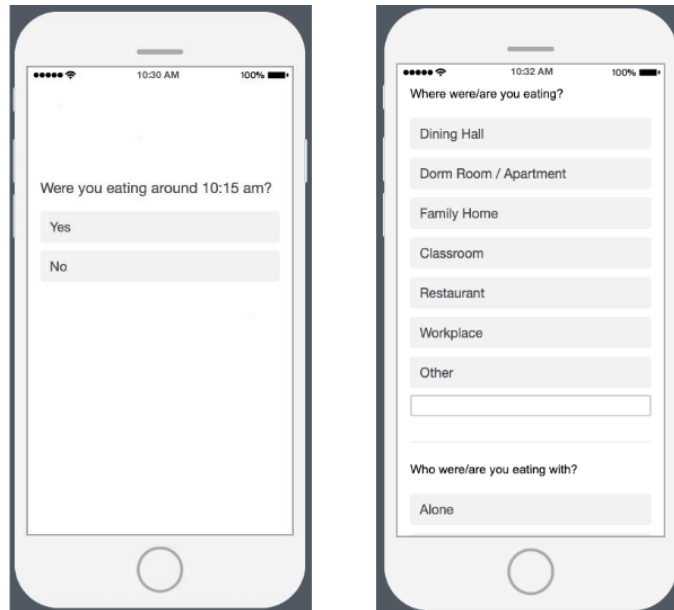 10:30 AM 100%
Were you eating around 10:15 am?
Yes
No
10:32 AM 100%
Where were/are you eating?
Dining Hall
Dorm Room / Apartment
Family Home
Classroom
Restaurant
Workplace
Other
Who were/are you eating with?
Alone